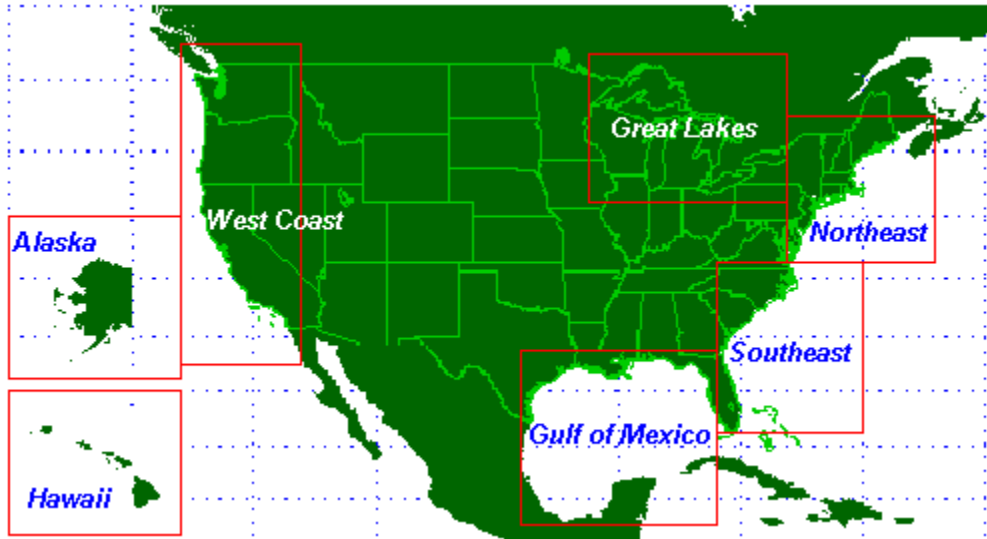 Great Lakes
West Coast
Alaska
Northeast
Southeast
Gulf of Mexico
Hawaii